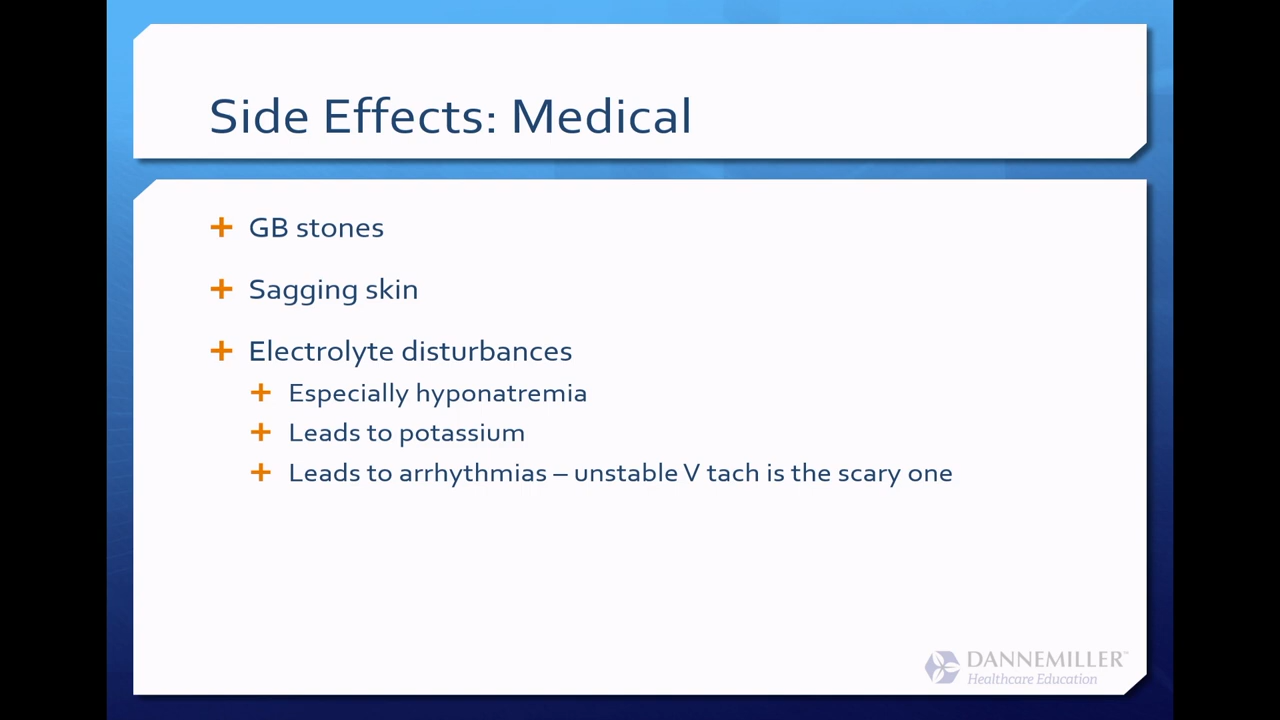 Side Effects: Medical
GB stones
Sagging skin
Electrolyte disturbances
Especially hyponatremia
Leads to potassium
Leads to arrhythmias – unstable V tach is the scary one
DANNEMILLER™
Healthcare Education